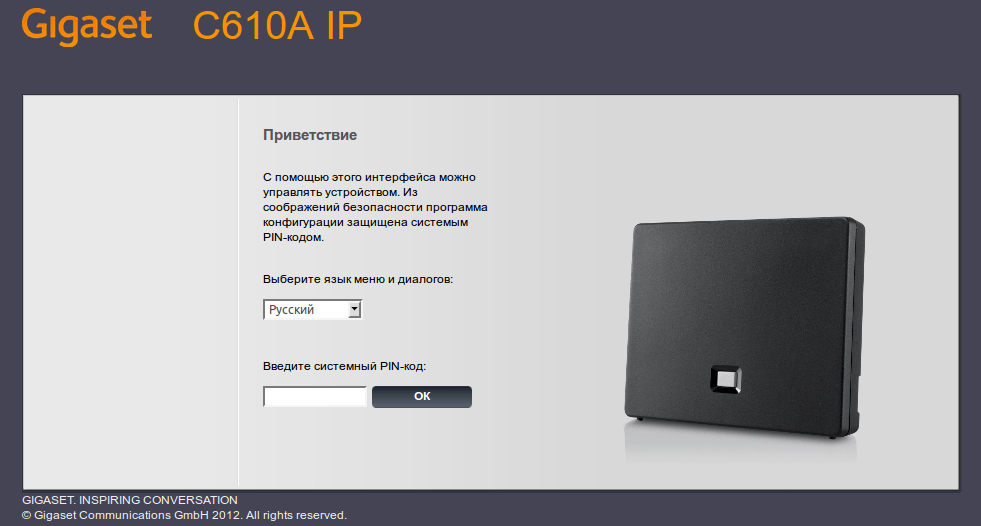 Gigaset C610A IP
Приветствие
С помощью этого интерфейса можно
управлять устройством. Из
соображений безопасности программа
конфигурации защищена системым
PIN-кодом.
Выберите язык меню и диалогов:
Русский
Введите системный PIN-код:
ОК
GIGASET. INSPIRING CONVERSATION
© Gigaset Communications GmbH 2012. All rights reserved.